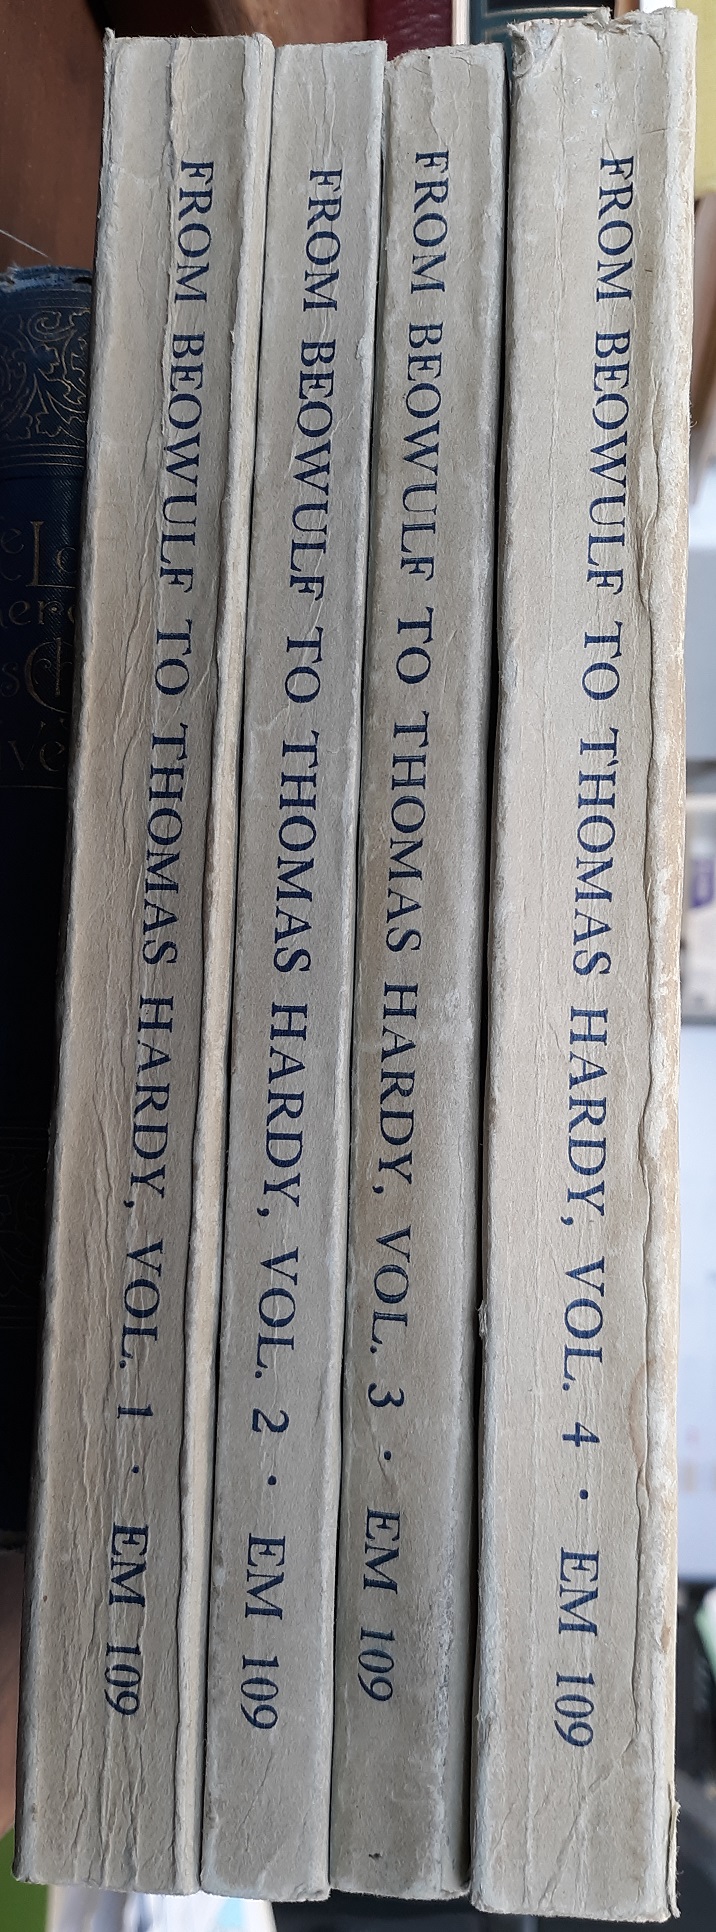 FROM BEOWULF TO THOMAS HARDY, VOL. 1 · EM 109
FROM BEOWULF TO THOMAS HARDY, VOL. 2 · EM 109
FROM BEOWULF TO THOMAS HARDY, VOL. 3 · EM 109
FROM BEOWULF TO THOMAS HARDY, VOL. 4 · EM 109